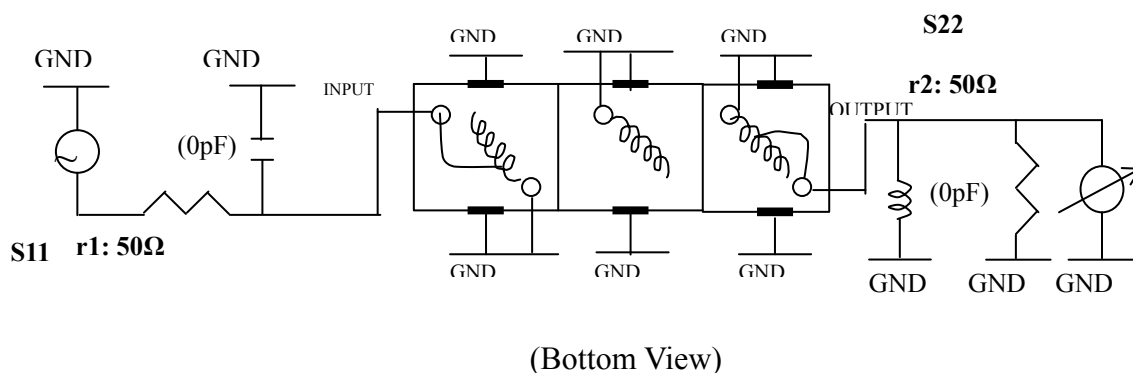 S22
GND
GND
GND
GND
GND
INPUT
r2: 50Ω
OUTPUT
(0pF)
(0pF)
S11
r1: 50Ω
GND
GND
GND
GND
GND
GND
(Bottom View)